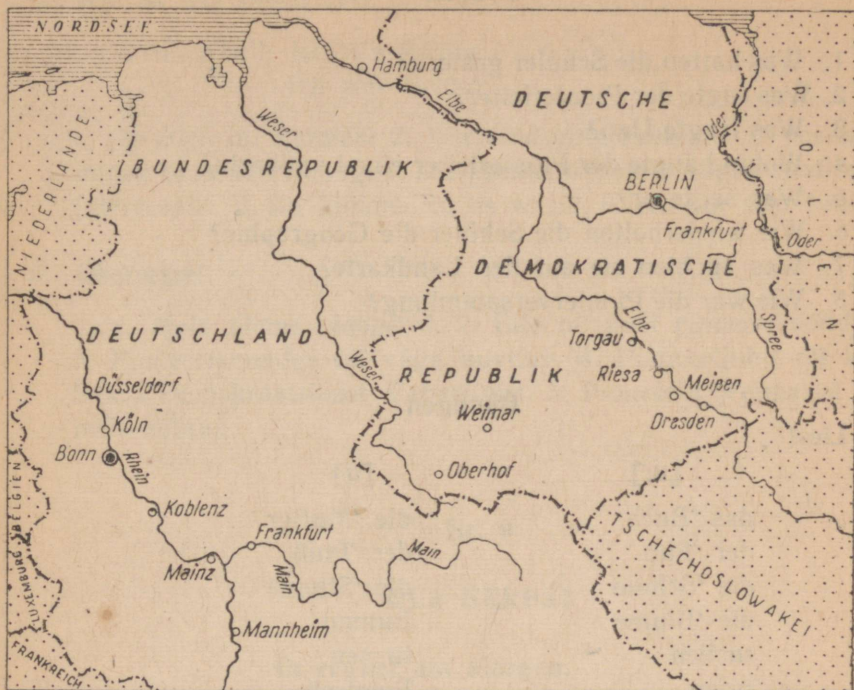 NORDSEE
Hamburg
Elbe
DEUTSCHE
Oder
POLEN
Weser
NIEDERLANDE
BUNDESREPUBLIK
BERLIN
Frankfurt
Oder
DEMOKRATISCHE
DEUTSCHLAND
Elbe
Spree
Torgau
Weser
REPUBLIK
Riesa
Meißen
Düsseldorf
Weimar
Dresden
Köln
Bonn
Rhein
Oberhof
BELGIEN
Koblenz
Frankfurt
Main
TSCHECHOSLOWAKEI
Mainz
Main
LUXEMBURG
Mannheim
FRANKREICH